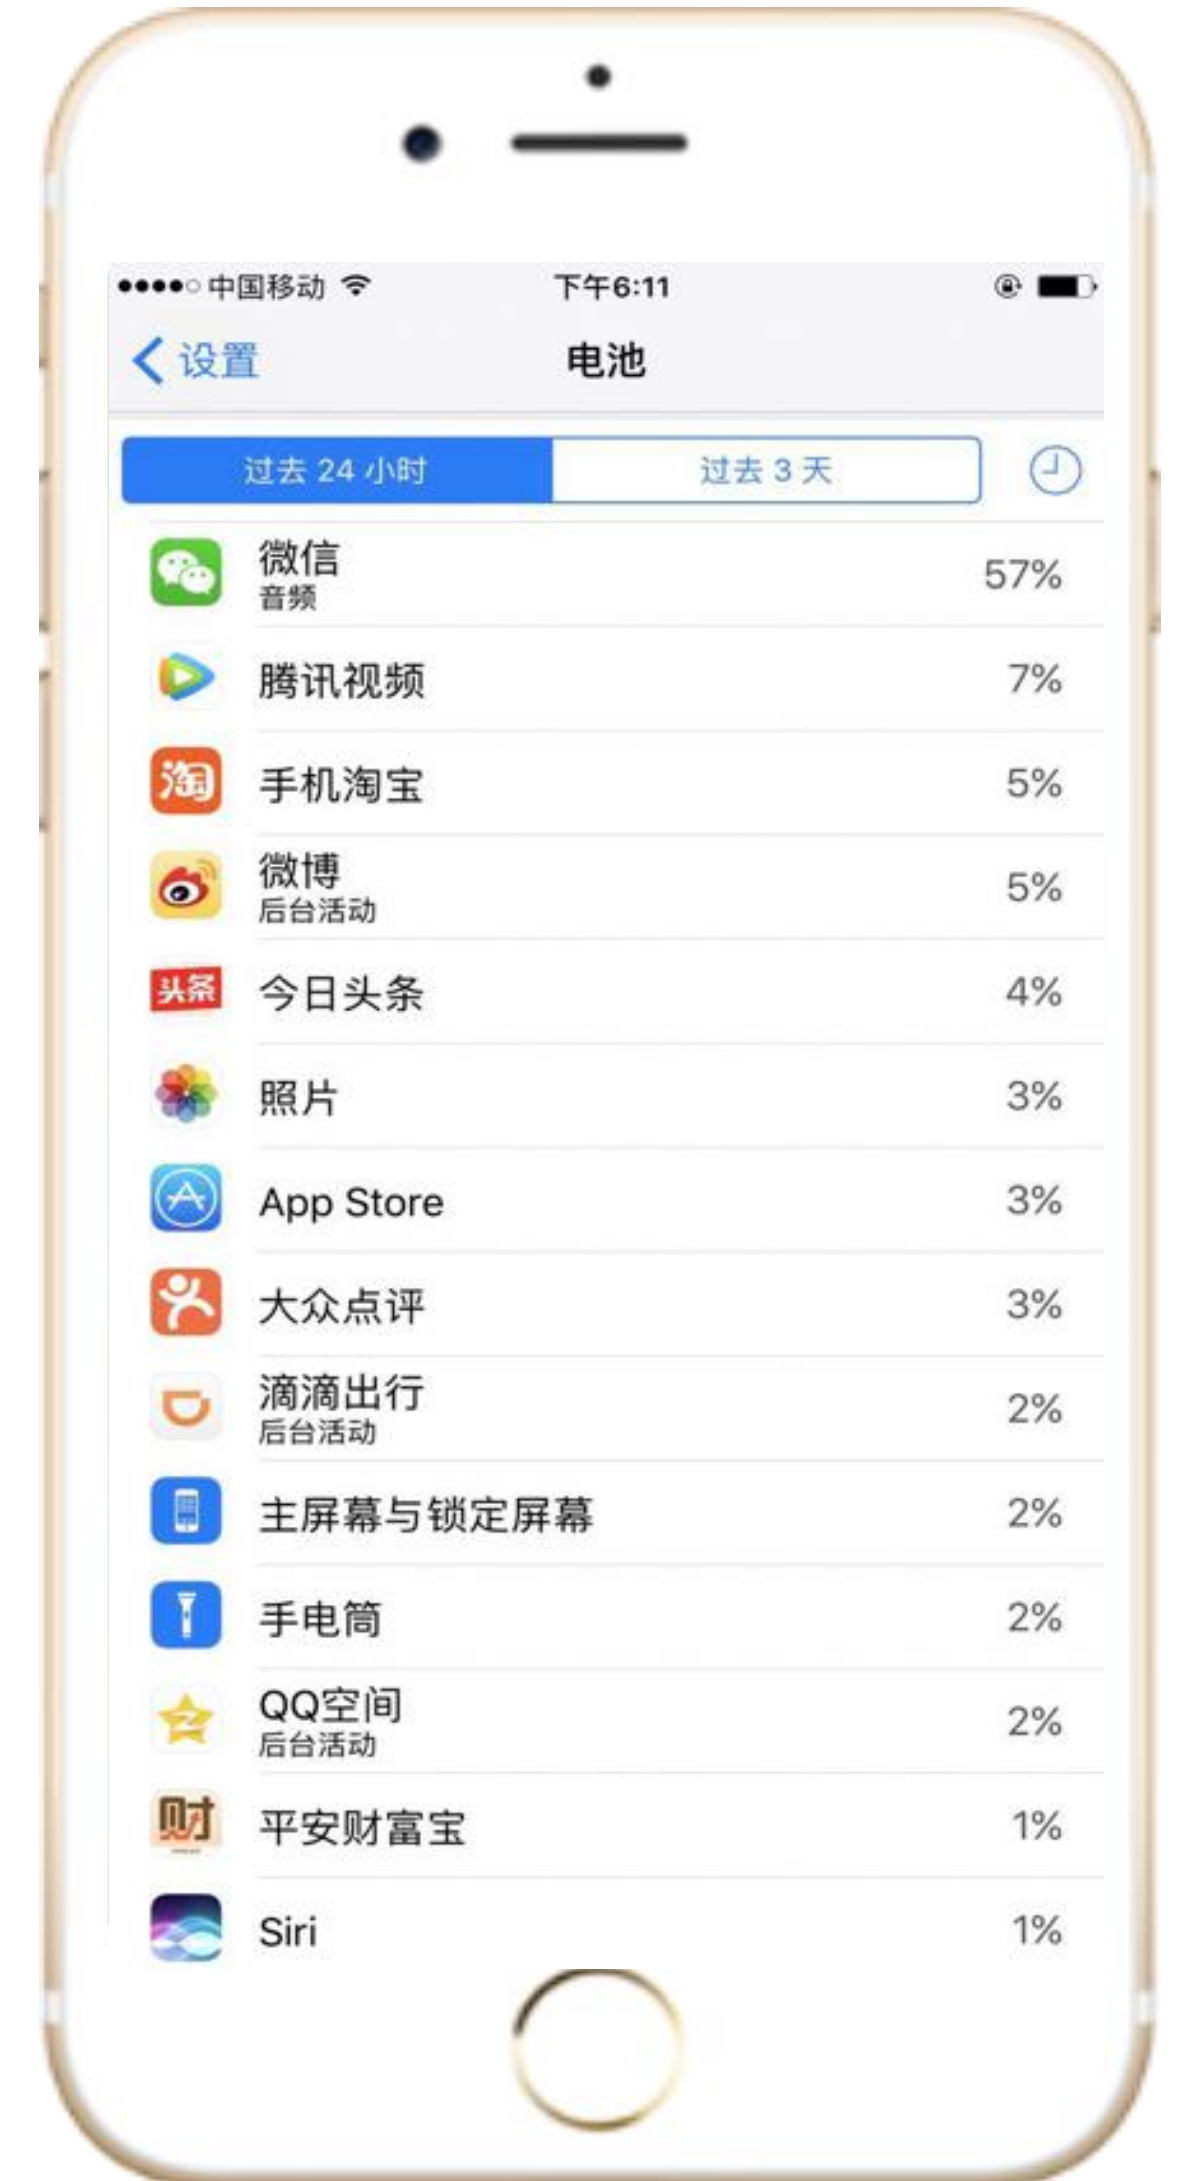 中国移动 下午6:11
设置 电池
过去 24 小时 过去 3 天
微信
音频
57%
腾讯视频 7%
淘
手机淘宝 5%
微博
后台活动
5%
头条
今日头条 4%
照片 3%
App Store 3%
大众点评 3%
滴滴出行
后台活动
2%
主屏幕与锁定屏幕 2%
手电筒 2%
QQ空间
后台活动
2%
财
平安财富宝 1%
Siri 1%